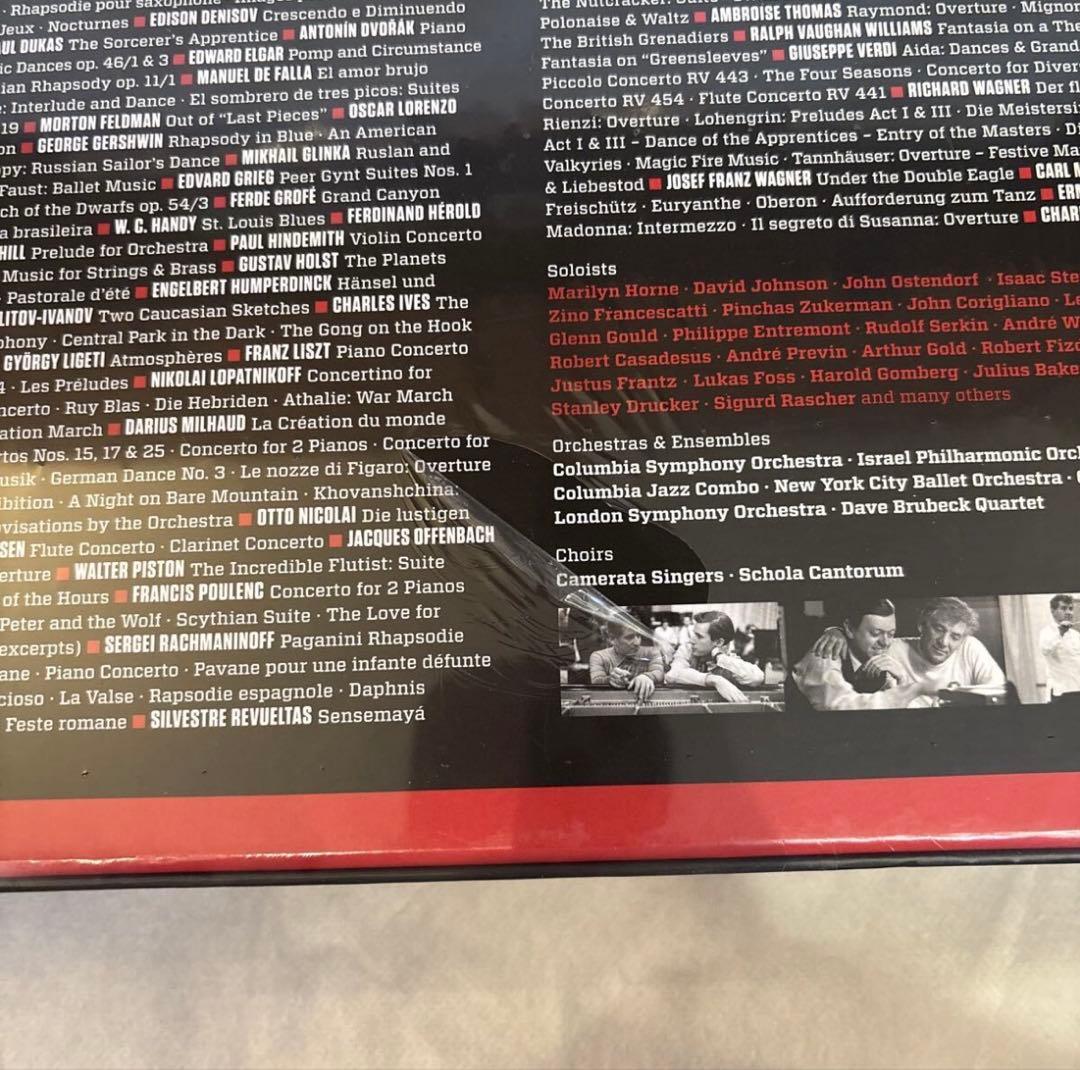 · Rhapsodie pour saxophone ·
Jeux · Nocturnes ■ EDISON DENISOV Crescendo e Diminuendo
UL DUKAS The Sorcerer's Apprentice ■ ANTONÍN DVOŘÁK Piano
ic Dances op. 46/1 & 3 ■ EDWARD ELGAR Pomp and Circumstance
ian Rhapsody op. 11/1 ■ MANUEL DE FALLA El amor brujo
: Interlude and Dance · El sombrero de tres picos: Suites
19 ■ MORTON FELDMAN Out of "Last Pieces" ■ OSCAR LORENZO
on ■ GEORGE GERSHWIN Rhapsody in Blue · An American
ppy: Russian Sailor's Dance ■ MIKHAIL GLINKA Ruslan and
Faust: Ballet Music ■ EDVARD GRIEG Peer Gynt Suites Nos. 1
ch of the Dwarfs op. 54/3 ■ FERDE GROFÉ Grand Canyon
a brasileira ■ W. C. HANDY St. Louis Blues ■ FERDINAND HÉROLD
HILL Prelude for Orchestra ■ PAUL HINDEMITH Violin Concerto
Music for Strings & Brass ■ GUSTAV HOLST The Planets
· Pastorale d'été ■ ENGELBERT HUMPERDINCK Hänsel und
LITOV-IVANOV Two Caucasian Sketches ■ CHARLES IVES The
phony · Central Park in the Dark · The Gong on the Hook
GYÖRGY LIGETI Atmosphères ■ FRANZ LISZT Piano Concerto
4 · Les Préludes ■ NIKOLAI LOPATNIKOFF Concertino for
ncerto · Ruy Blas · Die Hebriden · Athalie: War March
ation March ■ DARIUS MILHAUD La Création du monde
tos Nos. 15, 17 & 25 · Concerto for 2 Pianos · Concerto for
usik · German Dance No. 3 · Le nozze di Figaro: Overture
ibition · A Night on Bare Mountain · Khovanshchina:
ovisations by the Orchestra ■ OTTO NICOLAI Die lustigen
SEN Flute Concerto · Clarinet Concerto ■ JACQUES OFFENBACH
erture ■ WALTER PISTON The Incredible Flutist: Suite
of the Hours ■ FRANCIS POULENC Concerto for 2 Pianos
Peter and the Wolf · Scythian Suite · The Love for
excerpts) ■ SERGEI RACHMANINOFF Paganini Rhapsodie
ane · Piano Concerto · Pavane pour une infante défunte
cioso · La Valse · Rapsodie espagnole · Daphnis
Feste romane ■ SILVESTRE REVUELTAS Sensemayá
The Nutcracker: Suite
Polonaise & Waltz ■ AMBROISE THOMAS Raymond: Overture · Mignon
The British Grenadiers ■ RALPH VAUGHAN WILLIAMS Fantasia on a The
Fantasia on "Greensleeves" ■ GIUSEPPE VERDI Aida: Dances & Grand
Piccolo Concerto RV 443 · The Four Seasons · Concerto for Diver
Concerto RV 454 · Flute Concerto RV 441 ■ RICHARD WAGNER Der fl
Rienzi: Overture · Lohengrin: Preludes Act I & III · Die Meistersi
Act I & III – Dance of the Apprentices – Entry of the Masters · Di
Valkyries · Magic Fire Music · Tannhäuser: Overture – Festive Ma
& Liebestod ■ JOSEF FRANZ WAGNER Under the Double Eagle ■ CARL M
Freischütz · Euryanthe · Oberon · Aufforderung zum Tanz ■ ERM
Madonna: Intermezzo · Il segreto di Susanna: Overture ■ CHAR
Soloists
Marilyn Horne · David Johnson · John Ostendorf · Isaac Ste
Zino Francescatti · Pinchas Zukerman · John Corigliano · Le
Glenn Gould · Philippe Entremont · Rudolf Serkin · André W
Robert Casadesus · André Previn · Arthur Gold · Robert Fizd
Justus Frantz · Lukas Foss · Harold Gomberg · Julius Bake
Stanley Drucker · Sigurd Rascher and many others
Orchestras & Ensembles
Columbia Symphony Orchestra · Israel Philharmonic Orc
Columbia Jazz Combo · New York City Ballet Orchestra ·
London Symphony Orchestra · Dave Brubeck Quartet
Choirs
Camerata Singers · Schola Cantorum